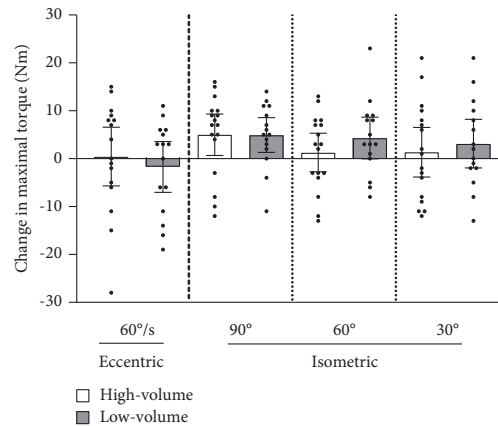 Change in maximal torque (Nm)
30
20
10
0
-10
-20
-30
60°/s
90°
60°
30°
Eccentric
Isometric
High-volume
Low-volume